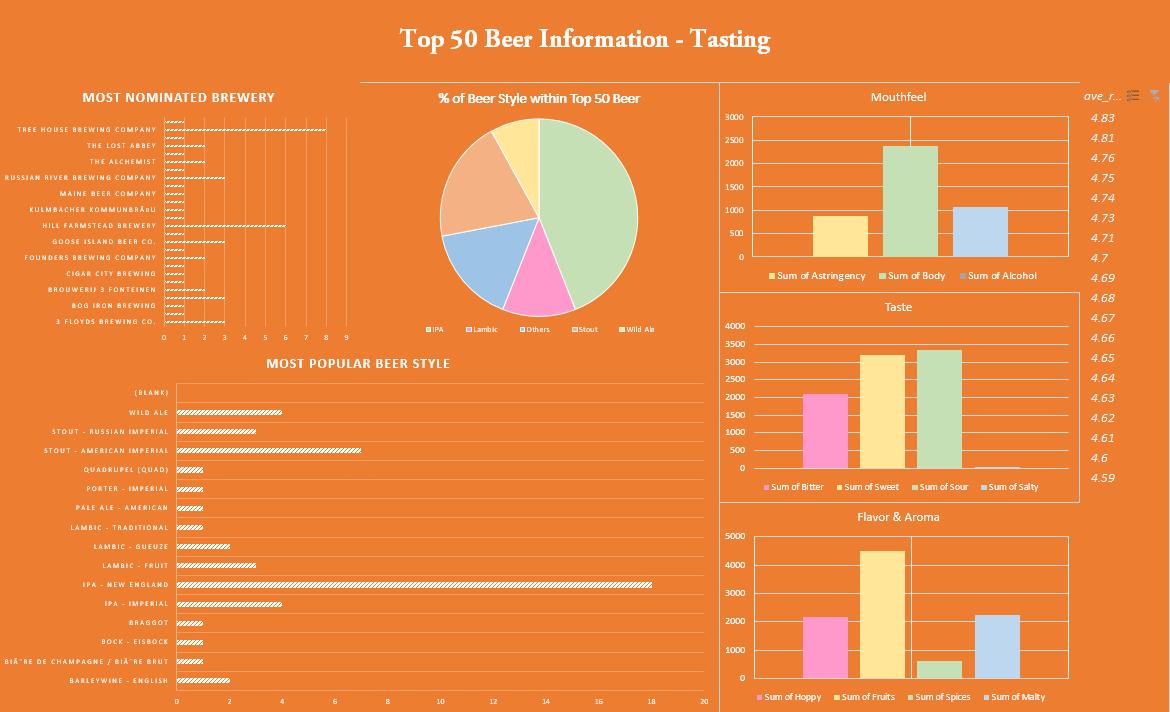 Top 50 Beer Information - Tasting
MOST NOMINATED BREWERY
TREE HOUSE BREWING COMPANY
THE LOST ABBEY
THE ALCHEMIST
RUSSIAN RIVER BREWING COMPANY
MAINE BEER COMPANY
KULMBACHER KOMMUNBRÃ¤U
HILL FARMSTEAD BREWERY
GOOSE ISLAND BEER CO.
FOUNDERS BREWING COMPANY
CIGAR CITY BREWING
BROUWERIJ 3 FONTEINEN
BOG IRON BREWING
3 FLOYDS BREWING CO.
0 1 2 3 4 5 6 7 8 9
% of Beer Style within Top 50 Beer
IPA Lambic Others Stout Wild Ale
MOST POPULAR BEER STYLE
(BLANK)
WILD ALE
STOUT - RUSSIAN IMPERIAL
STOUT - AMERICAN IMPERIAL
QUADRUPEL (QUAD)
PORTER - IMPERIAL
PALE ALE - AMERICAN
LAMBIC - TRADITIONAL
LAMBIC - GUEUZE
LAMBIC - FRUIT
IPA - NEW ENGLAND
IPA - IMPERIAL
BRAGGOT
BOCK - EISBOCK
BIÃ¨RE DE CHAMPAGNE / BIÃ¨RE BRUT
BARLEYWINE - ENGLISH
0 2 4 6 8 10 12 14 16 18 20
Mouthfeel
3000
2500
2000
1500
1000
500
0
Sum of Astringency Sum of Body Sum of Alcohol
Taste
4000
3500
3000
2500
2000
1500
1000
500
0
Sum of Bitter Sum of Sweet Sum of Sour Sum of Salty
Flavor & Aroma
5000
4000
3000
2000
1000
0
Sum of Hoppy Sum of Fruits Sum of Spices Sum of Malty
ave_r...
4.83
4.81
4.76
4.75
4.74
4.73
4.71
4.7
4.69
4.68
4.67
4.66
4.65
4.64
4.63
4.62
4.61
4.6
4.59